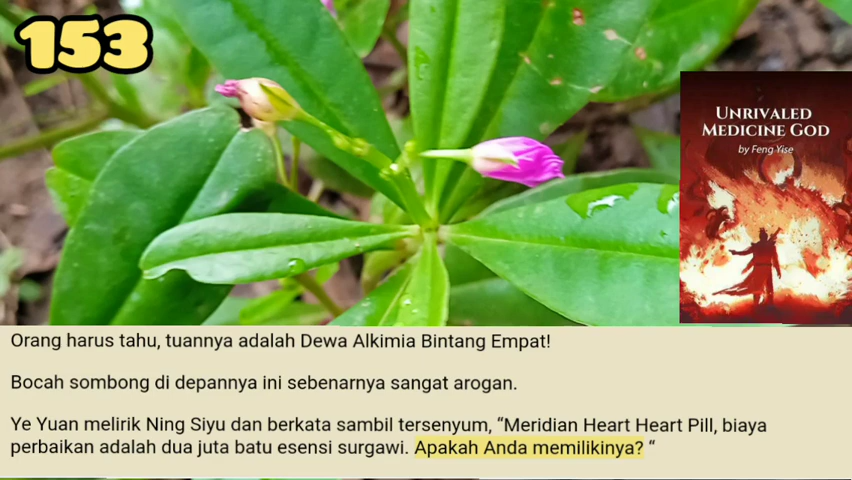 153
UNRIVALED
MEDICINE GOD
by Feng Yise
Orang harus tahu, tuannya adalah Dewa Alkimia Bintang Empat!
Bocah sombong di depannya ini sebenarnya sangat arogan.
Ye Yuan melirik Ning Siyu dan berkata sambil tersenyum, “Meridian Heart Heart Pill, biaya
perbaikan adalah dua juta batu esensi surgawi. Apakah Anda memilikinya? “